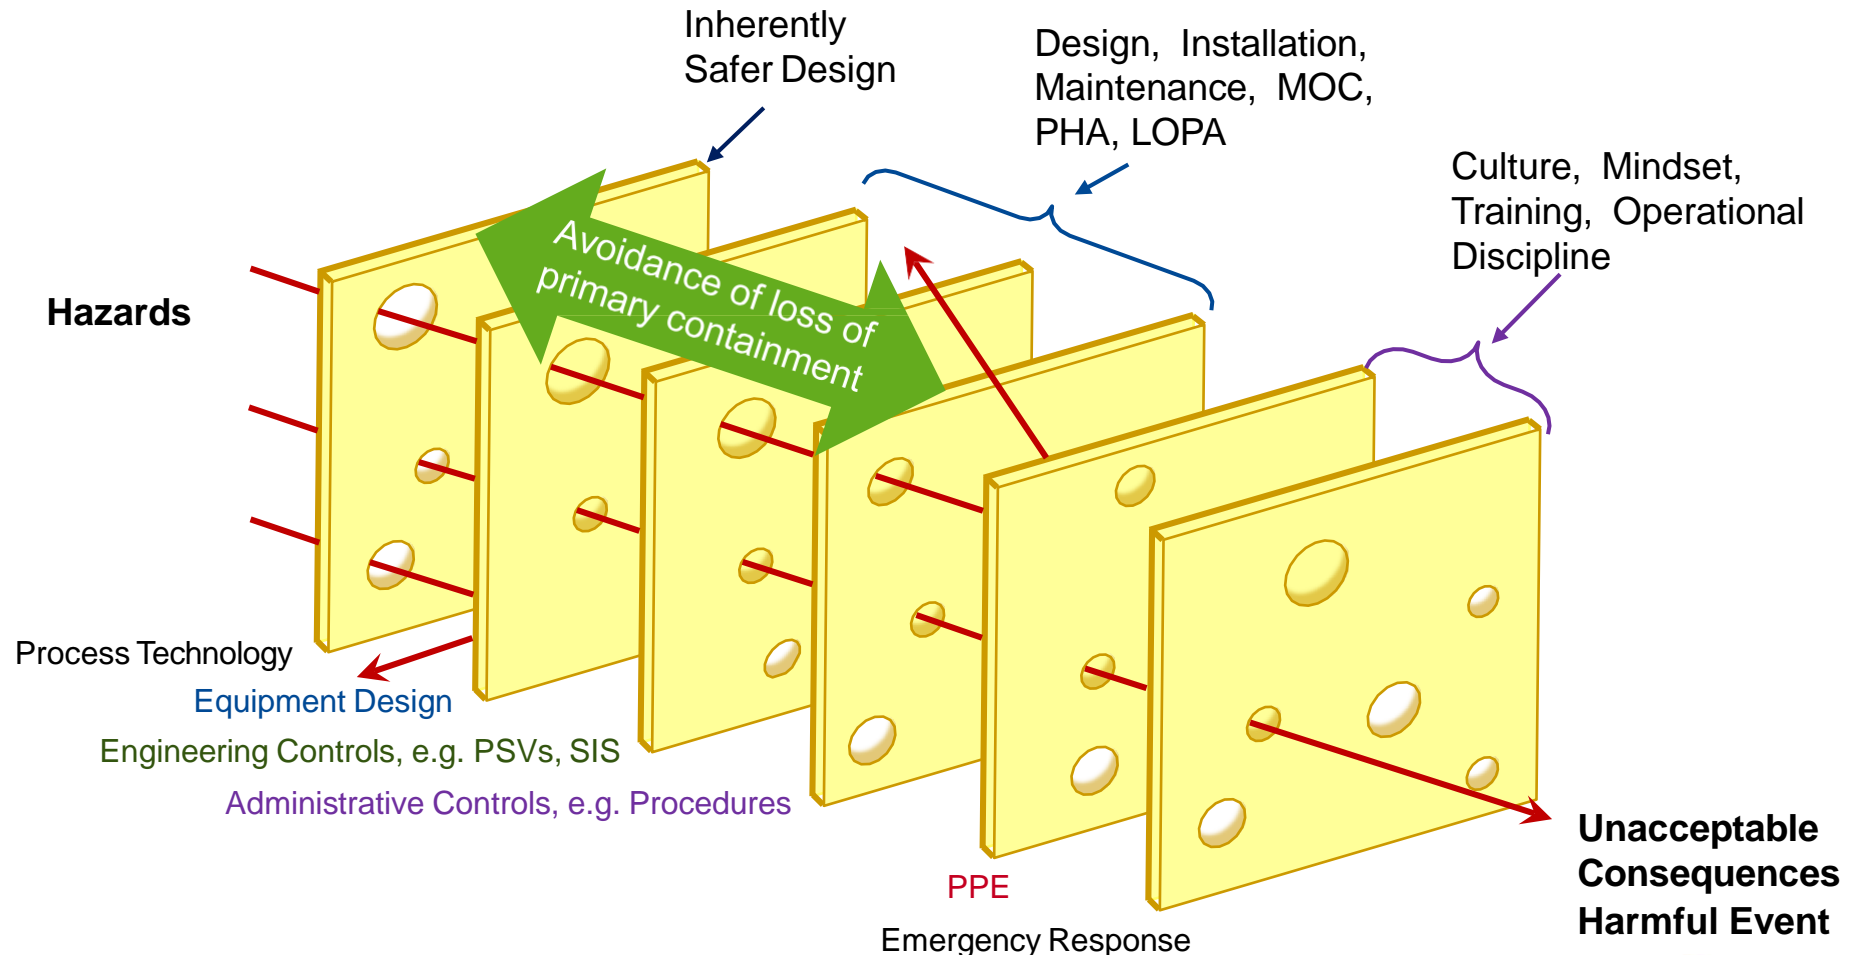 Inherently
Safer Design
Design, Installation,
Maintenance, MOC,
PHA, LOPA
Culture, Mindset,
Training, Operational
Discipline
Avoidance of loss of
primary containment
Hazards
Process Technology
Equipment Design
Engineering Controls, e.g. PSVs, SIS
Administrative Controls, e.g. Procedures
PPE
Emergency Response
Unacceptable
Consequences
Harmful Event